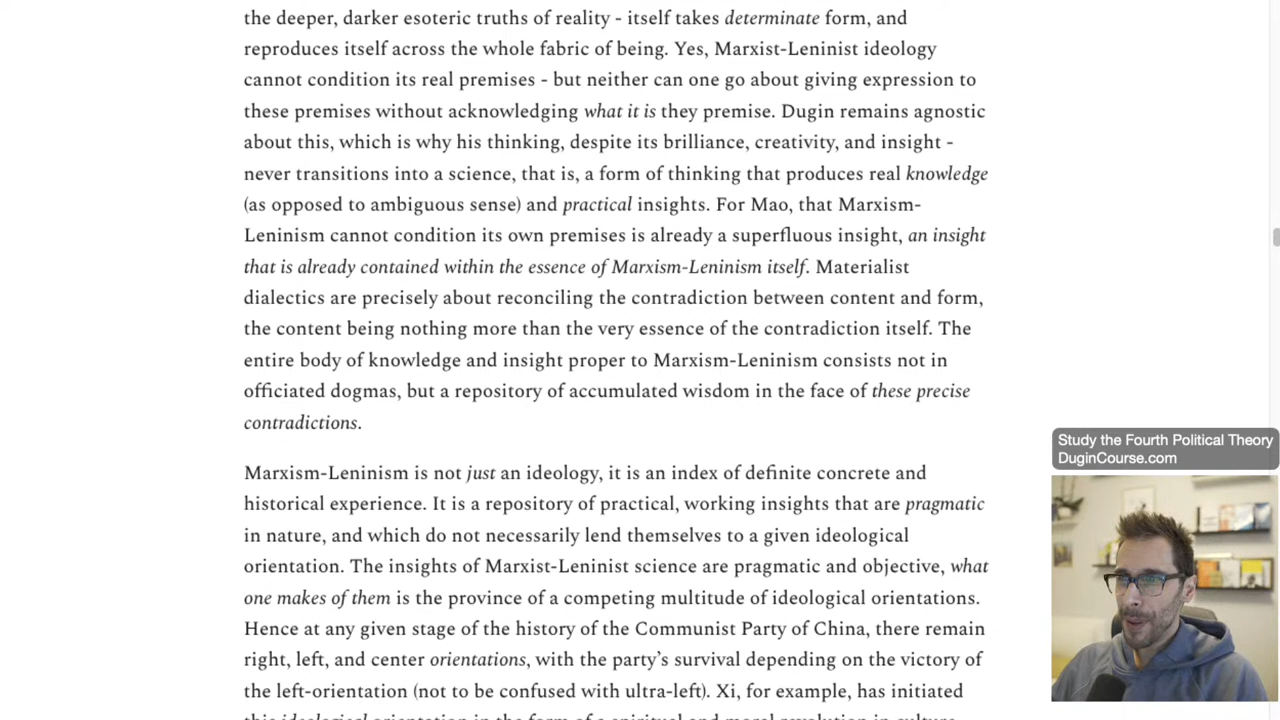 the deeper, darker esoteric truths of reality - itself takes determinate form, and
reproduces itself across the whole fabric of being. Yes, Marxist-Leninist ideology
cannot condition its real premises - but neither can one go about giving expression to
these premises without acknowledging what it is they premise. Dugin remains agnostic
about this, which is why his thinking, despite its brilliance, creativity, and insight -
never transitions into a science, that is, a form of thinking that produces real knowledge
(as opposed to ambiguous sense) and practical insights. For Mao, that Marxism-
Leninism cannot condition its own premises is already a superfluous insight, an insight
that is already contained within the essence of Marxism-Leninism itself. Materialist
dialectics are precisely about reconciling the contradiction between content and form,
the content being nothing more than the very essence of the contradiction itself. The
entire body of knowledge and insight proper to Marxism-Leninism consists not in
officiated dogmas, but a repository of accumulated wisdom in the face of these precise
contradictions.
Marxism-Leninism is not just an ideology, it is an index of definite concrete and
historical experience. It is a repository of practical, working insights that are pragmatic
in nature, and which do not necessarily lend themselves to a given ideological
orientation. The insights of Marxist-Leninist science are pragmatic and objective, what
one makes of them is the province of a competing multitude of ideological orientations.
Hence at any given stage of the history of the Communist Party of China, there remain
right, left, and center orientations, with the party's survival depending on the victory of
the left-orientation (not to be confused with ultra-left). Xi, for example, has initiated
this ideological orientation in the form of a spiritual and moral revolution in culture
Study the Fourth Political Theory
DuginCourse.com